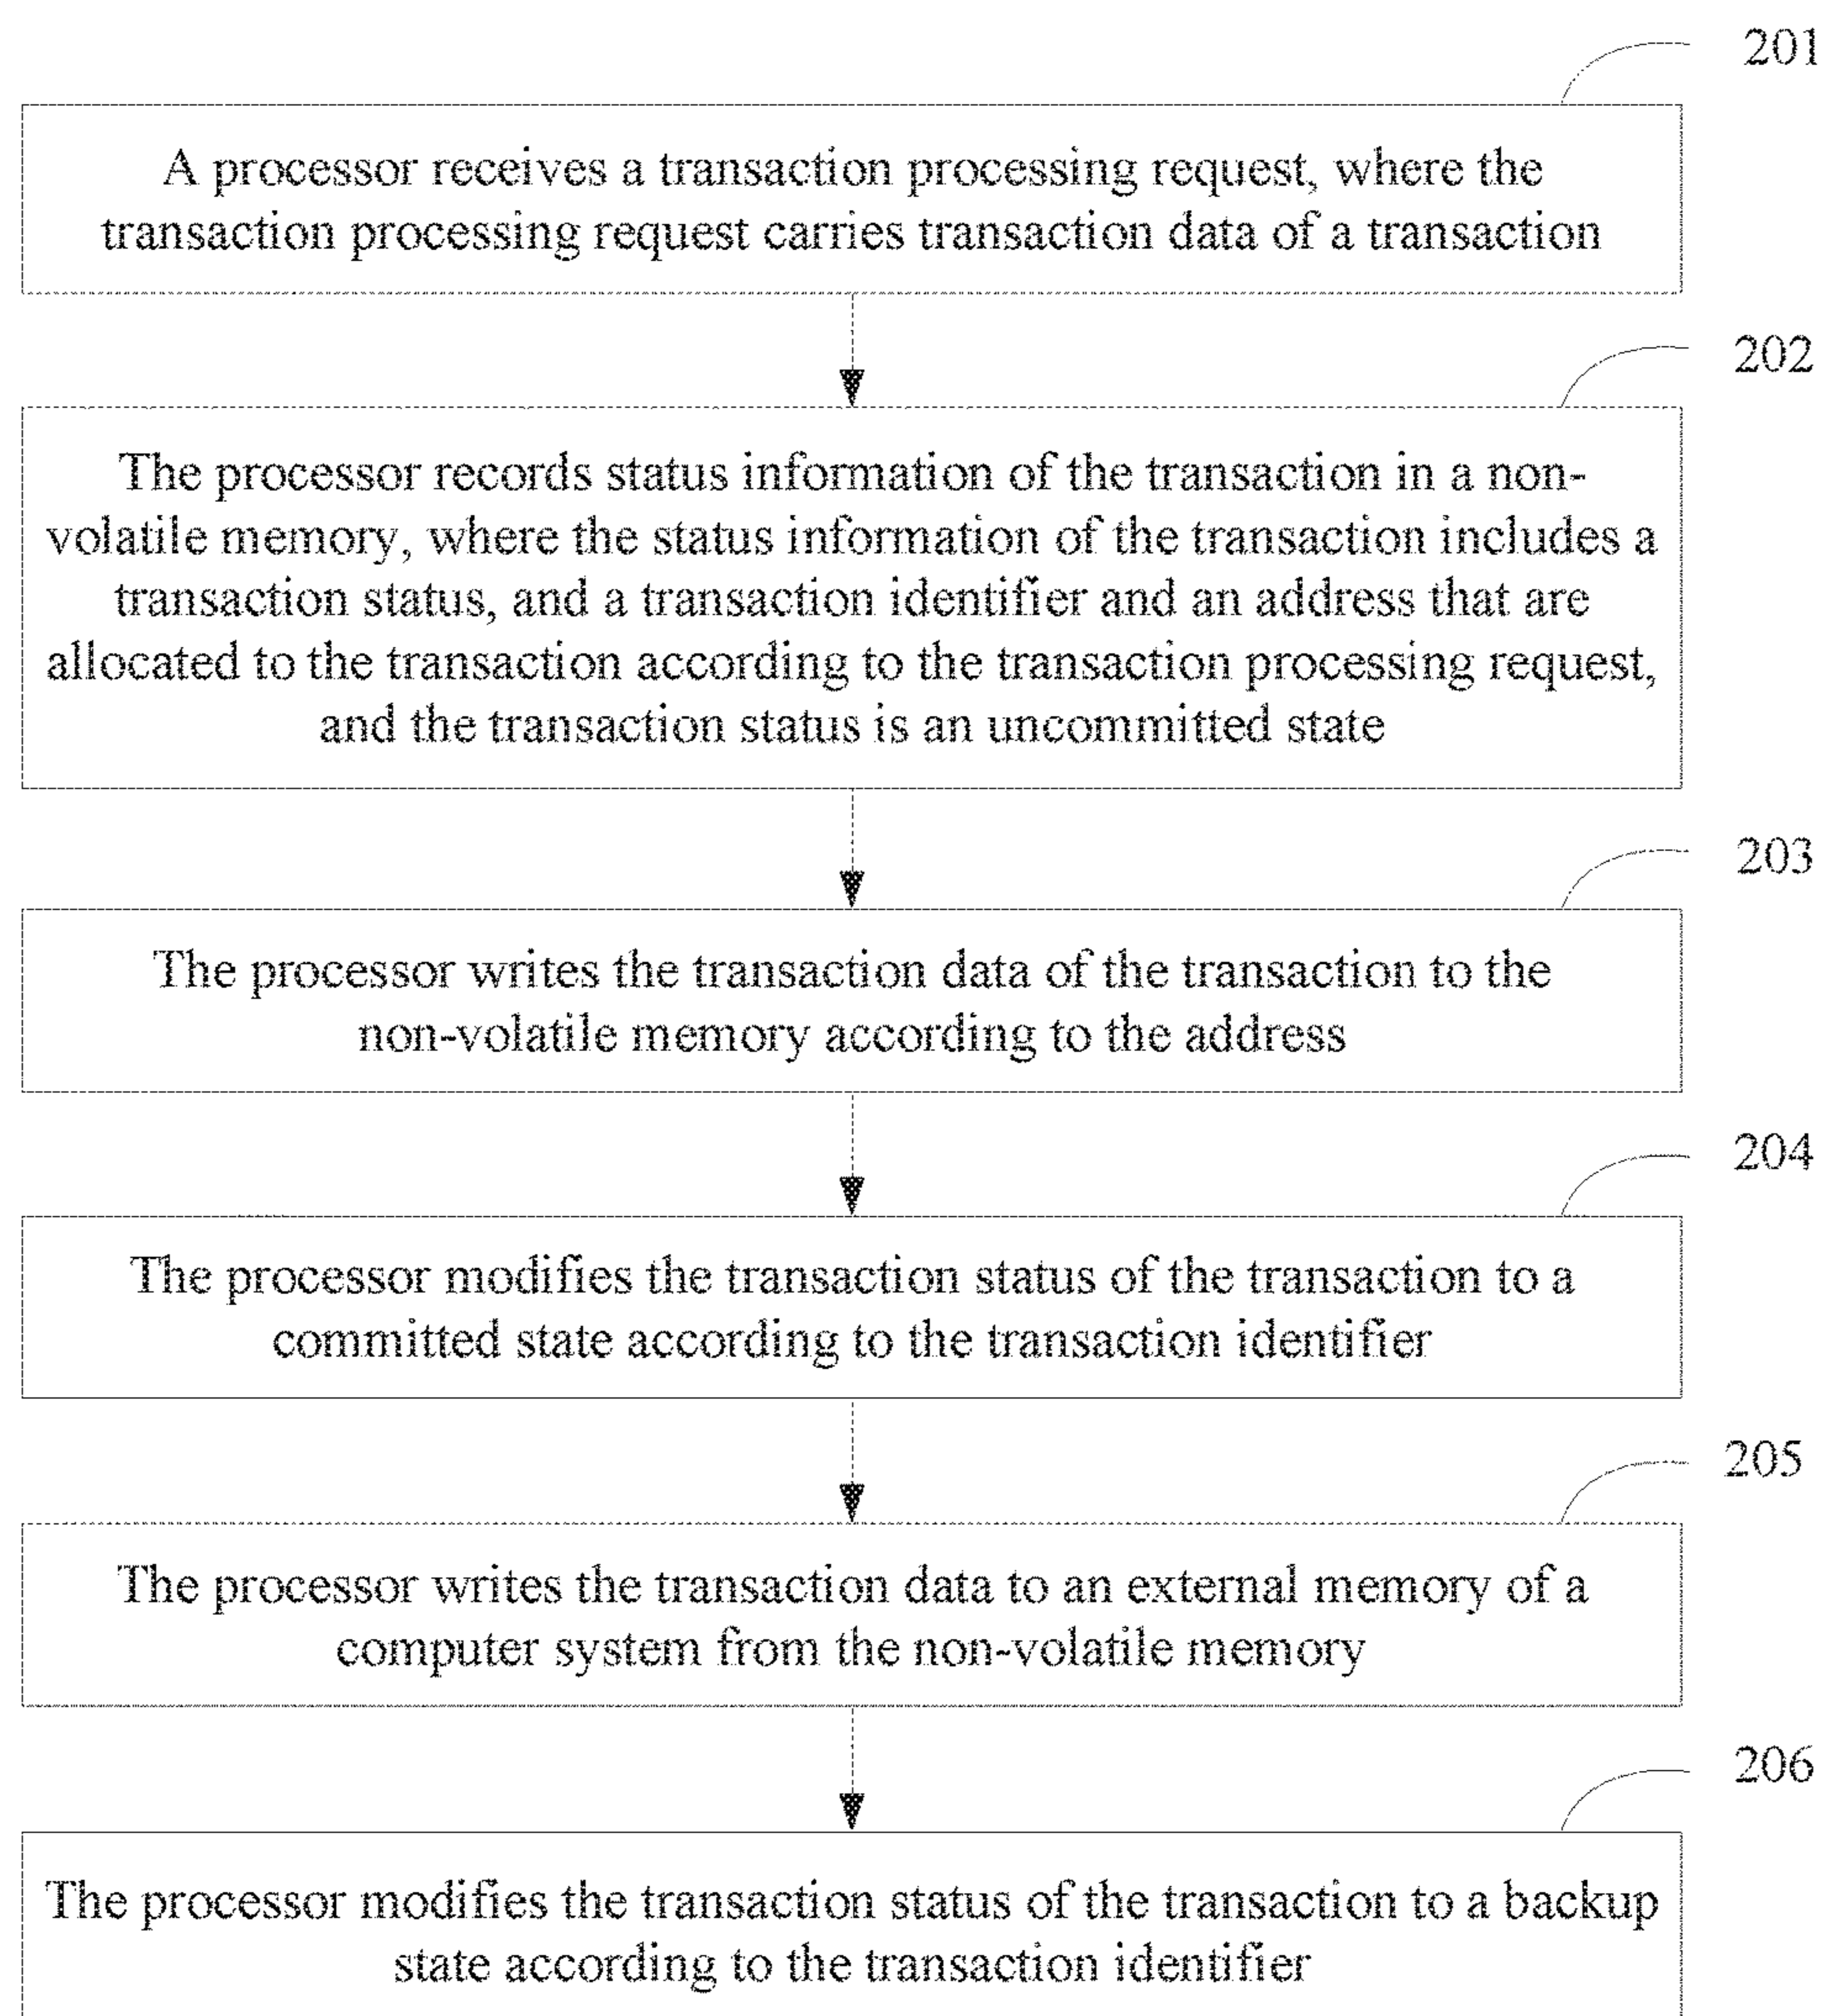 201
A processor receives a transaction processing request, where the
transaction processing request carries transaction data of a transaction
202
The processor records status information of the transaction in a non-
volatile memory, where the status information of the transaction includes a
transaction status, and a transaction identifier and an address that are
allocated to the transaction according to the transaction processing request,
and the transaction status is an uncommitted state
203
The processor writes the transaction data of the transaction to the
non-volatile memory according to the address
204
The processor modifies the transaction status of the transaction to a
committed state according to the transaction identifier
205
The processor writes the transaction data to an external memory of a
computer system from the non-volatile memory
206
The processor modifies the transaction status of the transaction to a backup
state according to the transaction identifier